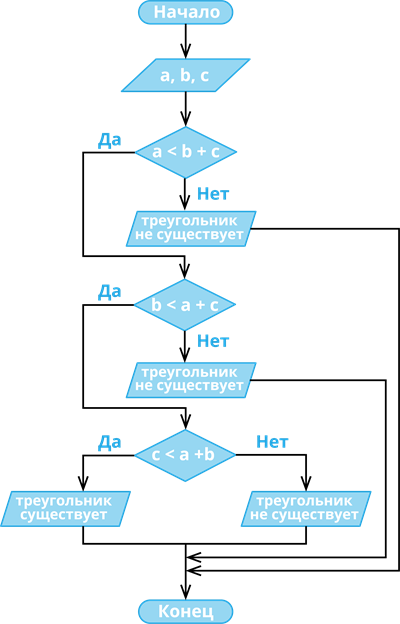 Начало
a, b, c
a < b + c
Да
Нет
треугольник
не существует
b < a + c
Да
Нет
треугольник
не существует
c < a +b
Да
Нет
треугольник
существует
треугольник
не существует
Конец